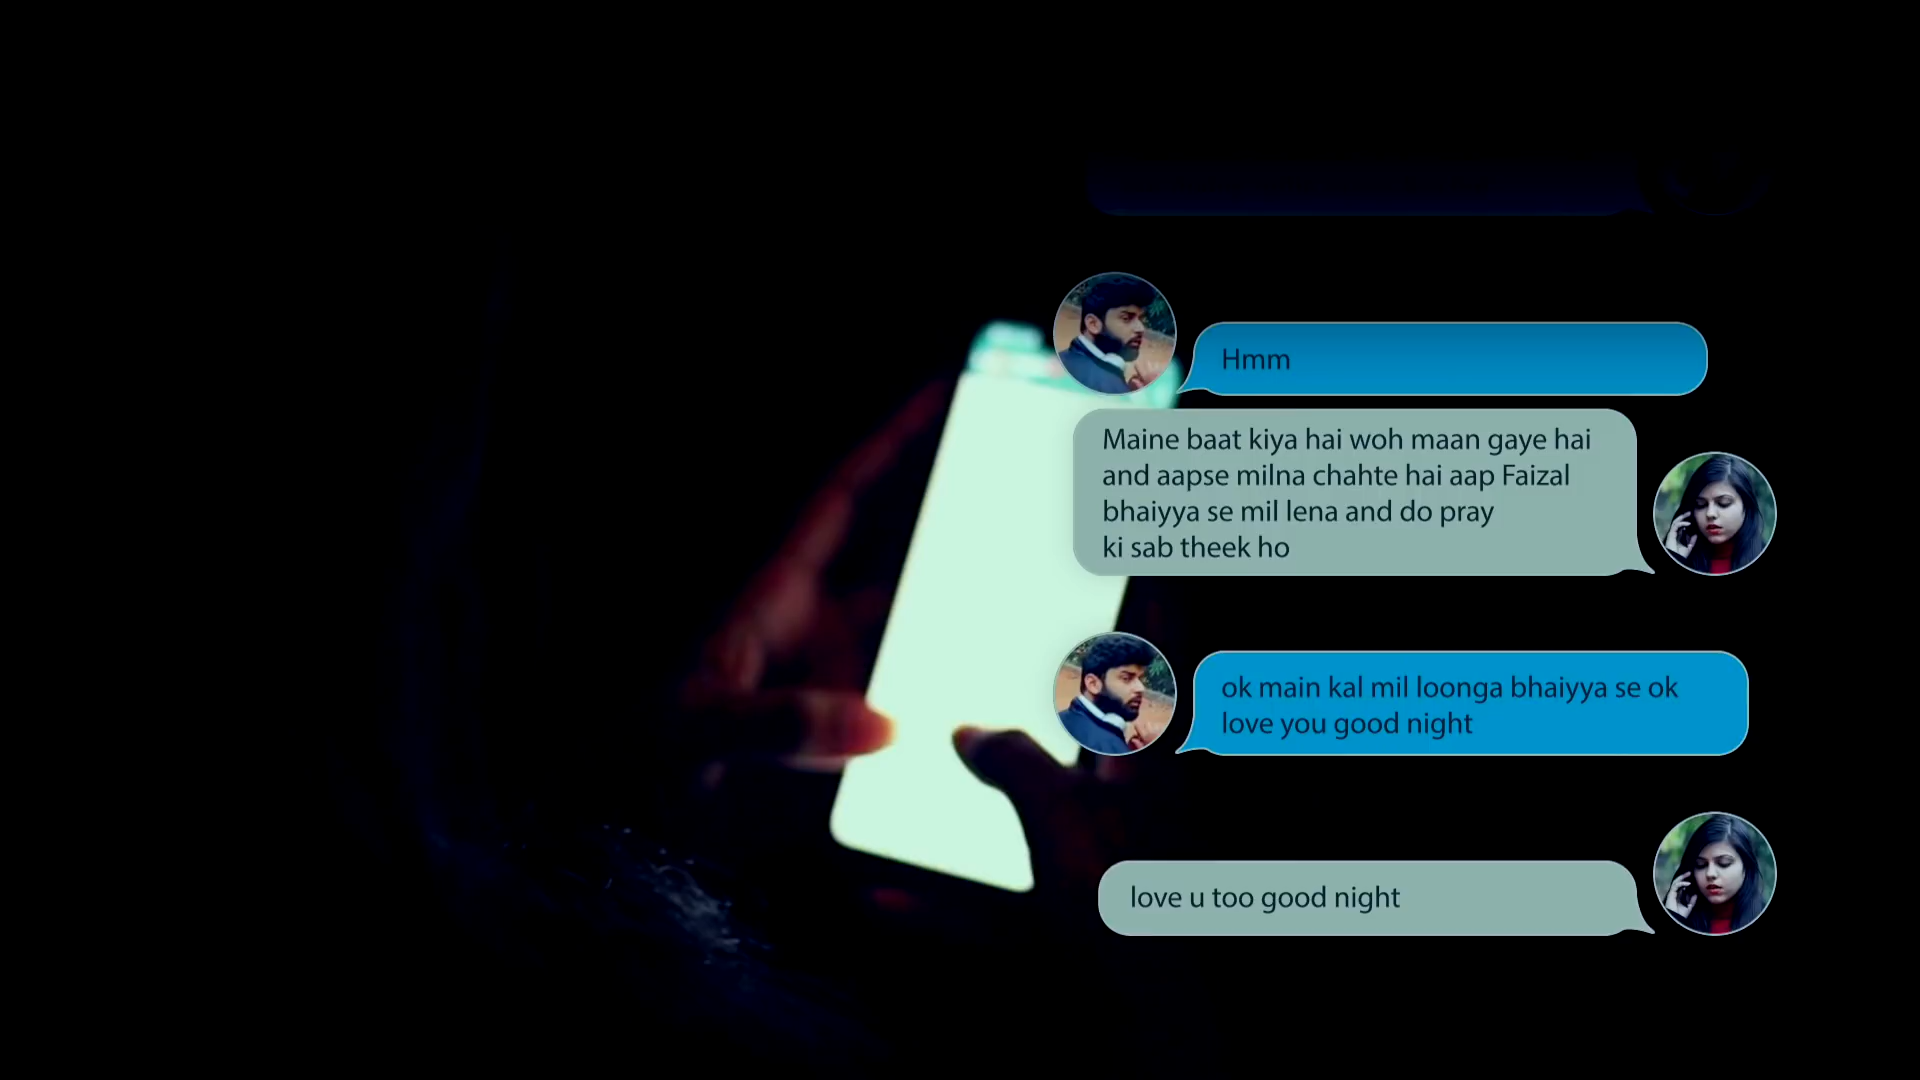 Hmm
Maine baat kiya hai woh maan gaye hai
and aapse milna chahte hai aap Faizal
bhaiyya se mil lena and do pray
ki sab theek ho
ok main kal mil loonga bhaiyya se ok
love you good night
love u too good night